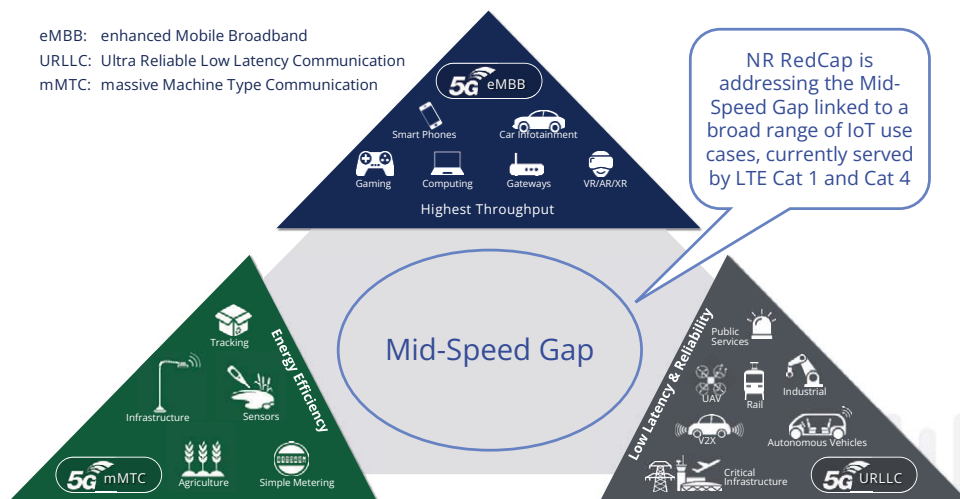 eMBB: enhanced Mobile Broadband
URLLC: Ultra Reliable Low Latency Communication
mMTC: massive Machine Type Communication
5G eMBB
Smart Phones
Car Infotainment
Gaming
Computing
Gateways
VR/AR/XR
Highest Throughput
NR RedCap is
addressing the Mid-
Speed Gap linked to a
broad range of IoT use
cases, currently served
by LTE Cat 1 and Cat 4
Mid-Speed Gap
Energy Efficiency
Tracking
Infrastructure
Sensors
Agriculture
Simple Metering
5G mMTC
Low Latency & Reliability
Public
Services
UAV
Rail
Industrial
V2X
Autonomous Vehicles
Critical
Infrastructure
5G URLLC